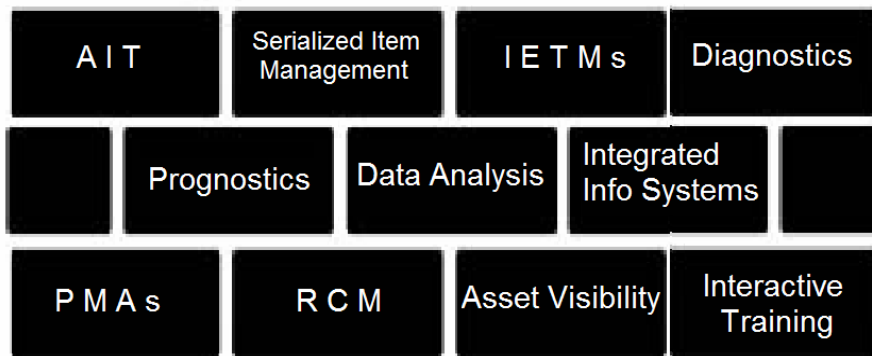 A I T
Serialized Item
Management
I E T M s
Diagnostics
Prognostics
Data Analysis
Integrated
Info Systems
P M A s
R C M
Asset Visibility
Interactive
Training